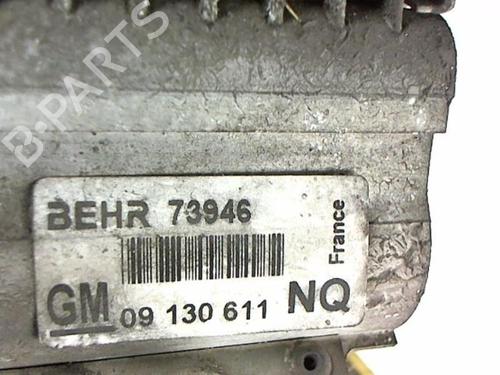 B-PARTS
BEHR 73946
France
GM 09 130 611 NQ